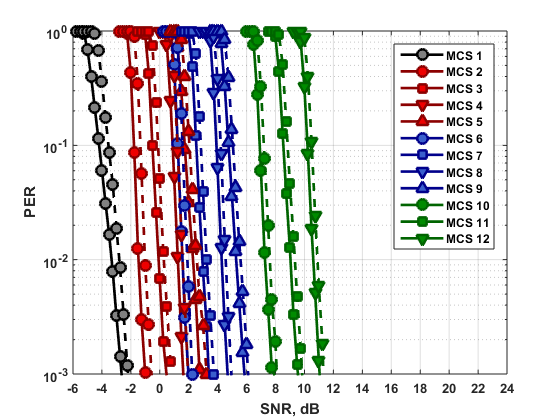 10⁰
10⁻¹
10⁻²
10⁻³
PER
-6 -4 -2 0 2 4 6 8 10 12 14 16 18 20 22 24
SNR, dB
MCS 1
MCS 2
MCS 3
MCS 4
MCS 5
MCS 6
MCS 7
MCS 8
MCS 9
MCS 10
MCS 11
MCS 12